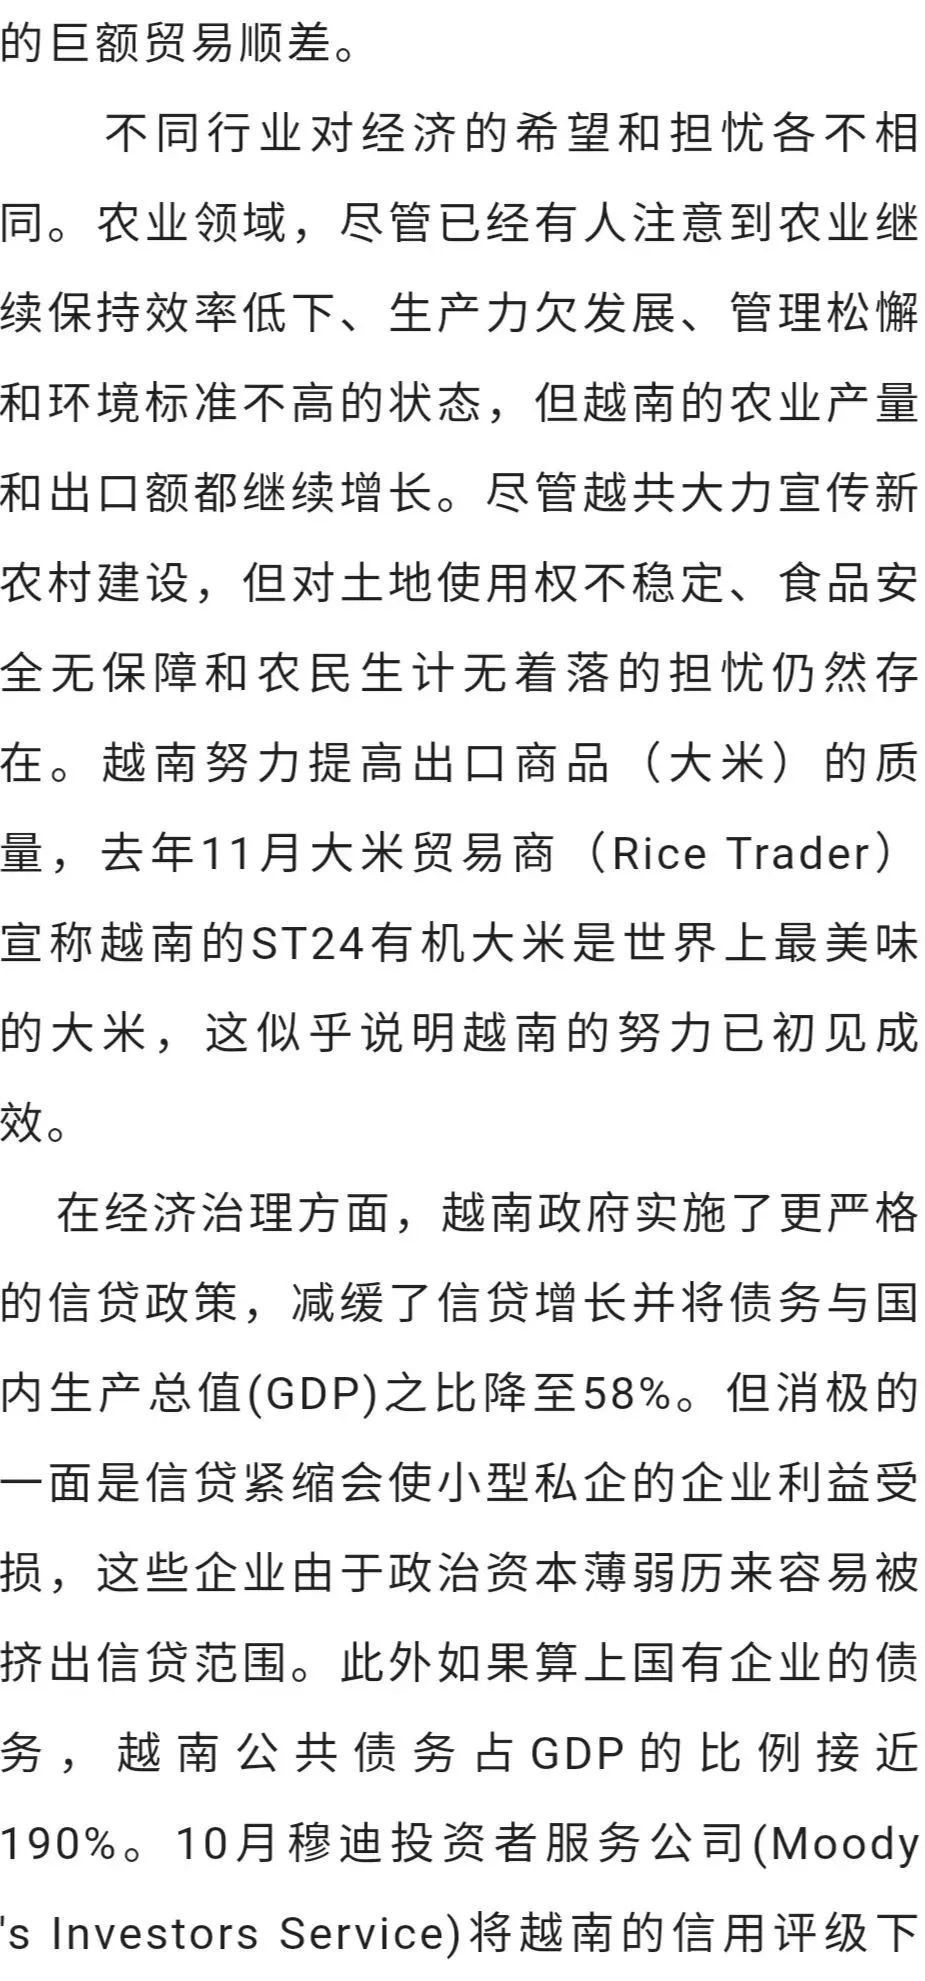 的巨额贸易顺差。
不同行业对经济的希望和担忧各不相
同。农业领域，尽管已经有人注意到农业继
续保持效率低下、生产力欠发展、管理松懈
和环境标准不高的状态，但越南的农业产量
和出口额都继续增长。尽管越共大力宣传新
农村建设，但对土地使用权不稳定、食品安
全无保障和农民生计无着落的担忧仍然存
在。越南努力提高出口商品（大米）的质
量，去年11月大米贸易商（Rice Trader）
宣称越南的ST24有机大米是世界上最美味
的大米，这似乎说明越南的努力已初见成
效。
在经济治理方面，越南政府实施了更严格
的信贷政策，减缓了信贷增长并将债务与国
内生产总值(GDP)之比降至58%。但消极的
一面是信贷紧缩会使小型私企的企业利益受
损，这些企业由于政治资本薄弱历来容易被
挤出信贷范围。此外如果算上国有企业的债
务，越南公共债务占GDP的比例接近
190%。10月穆迪投资者服务公司(Moody
's Investors Service)将越南的信用评级下